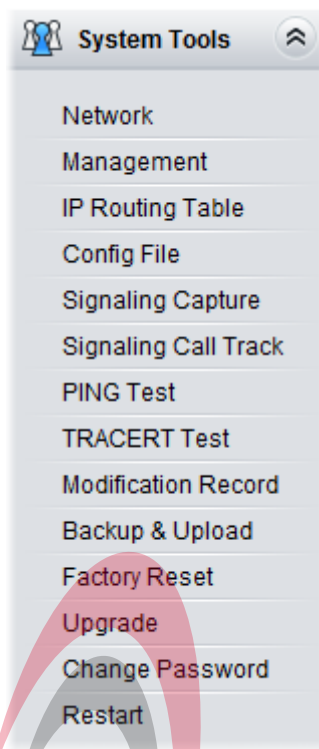 System Tools
Network
Management
IP Routing Table
Config File
Signaling Capture
Signaling Call Track
PING Test
TRACERT Test
Modification Record
Backup & Upload
Factory Reset
Upgrade
Change Password
Restart